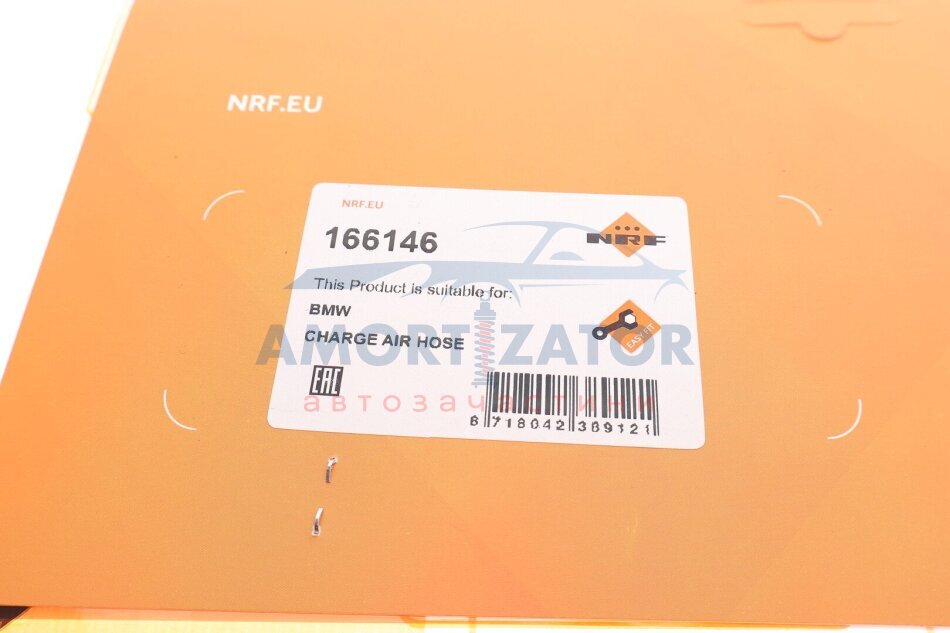 NRF.EU
NRF.EU
166146
NRF
This Product is suitable for:
BMW
CHARGE AIR HOSE
EASY FIT
AMORTIZATOR
EAC
автозачастини
8 718042 369121